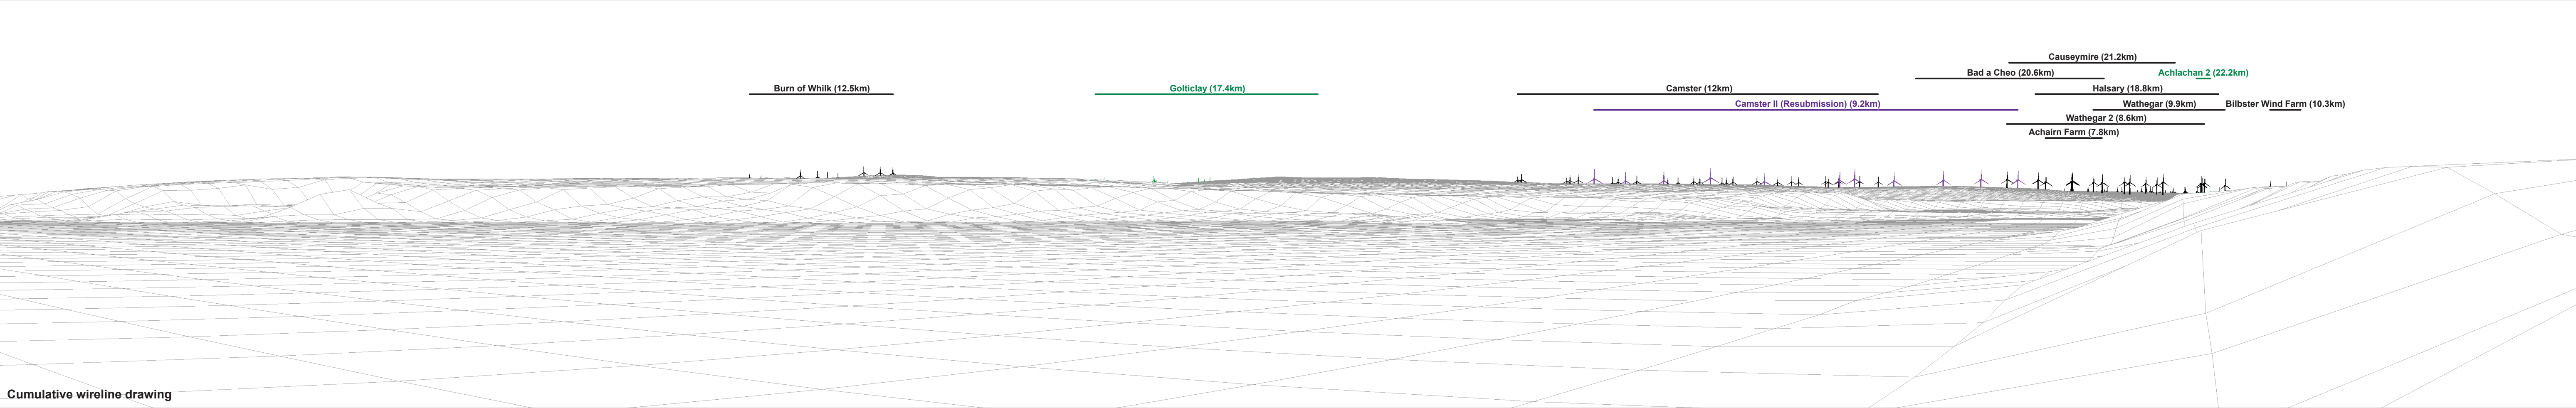 Causeymire (21.2km)
Bad a Cheo (20.6km)
Achlachan 2 (22.2km)
Burn of Whilk (12.5km)
Golticlay (17.4km)
Camster (12km)
Halsary (18.8km)
Camster II (Resubmission) (9.2km)
Wathegar (9.9km)
Bilbster Wind Farm (10.3km)
Wathegar 2 (8.6km)
Achairn Farm (7.8km)
Cumulative wireline drawing